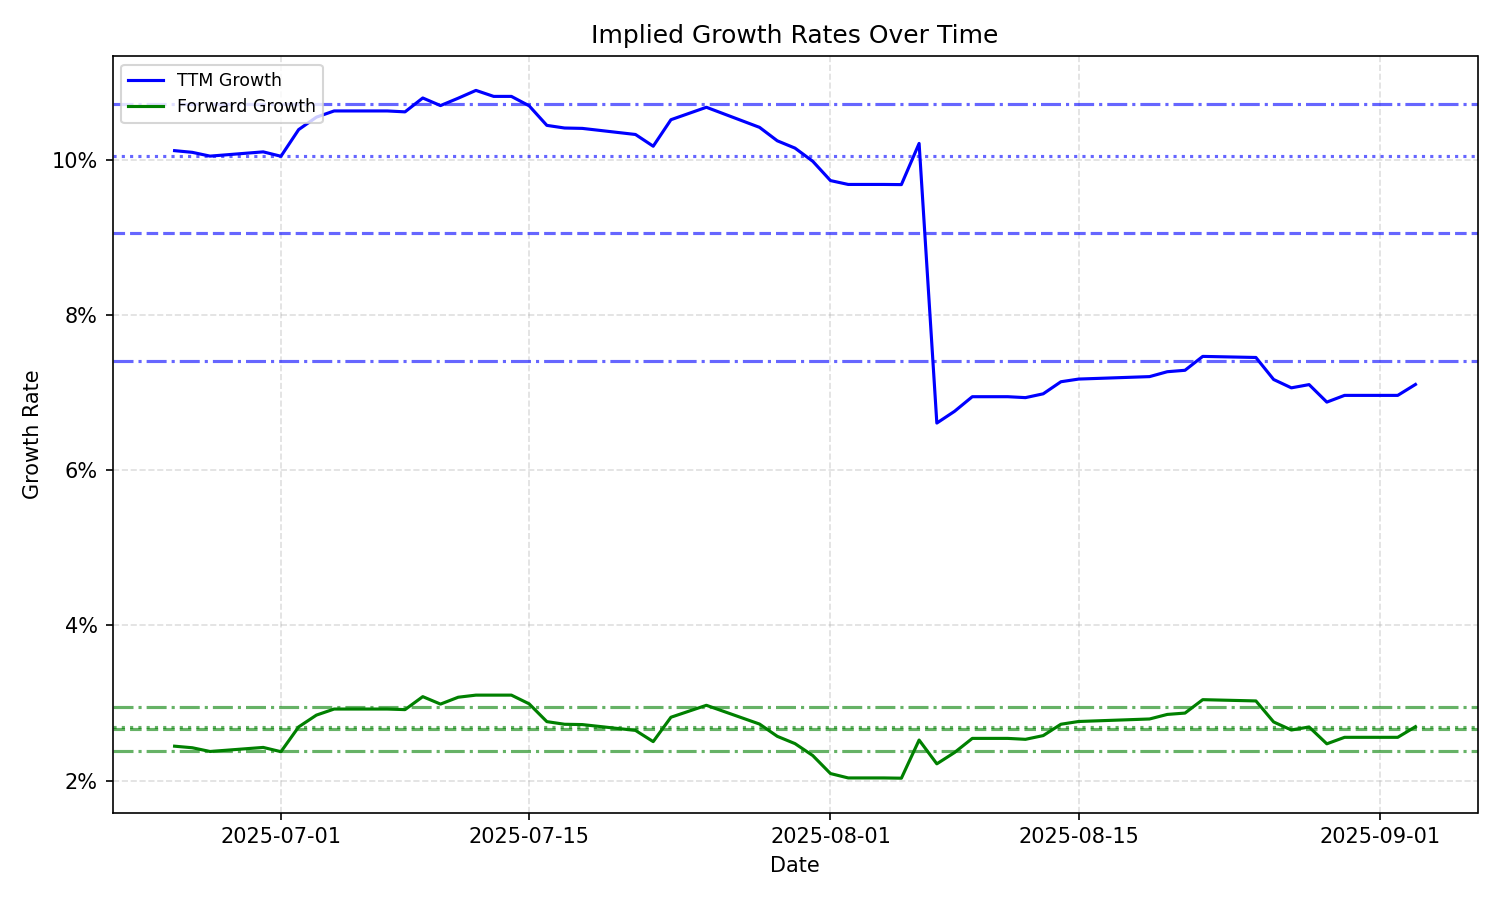 Implied Growth Rates Over Time
TTM Growth
Forward Growth
10%
8%
6%
4%
2%
Growth Rate
2025-07-01
2025-07-15
2025-08-01
2025-08-15
2025-09-01
Date